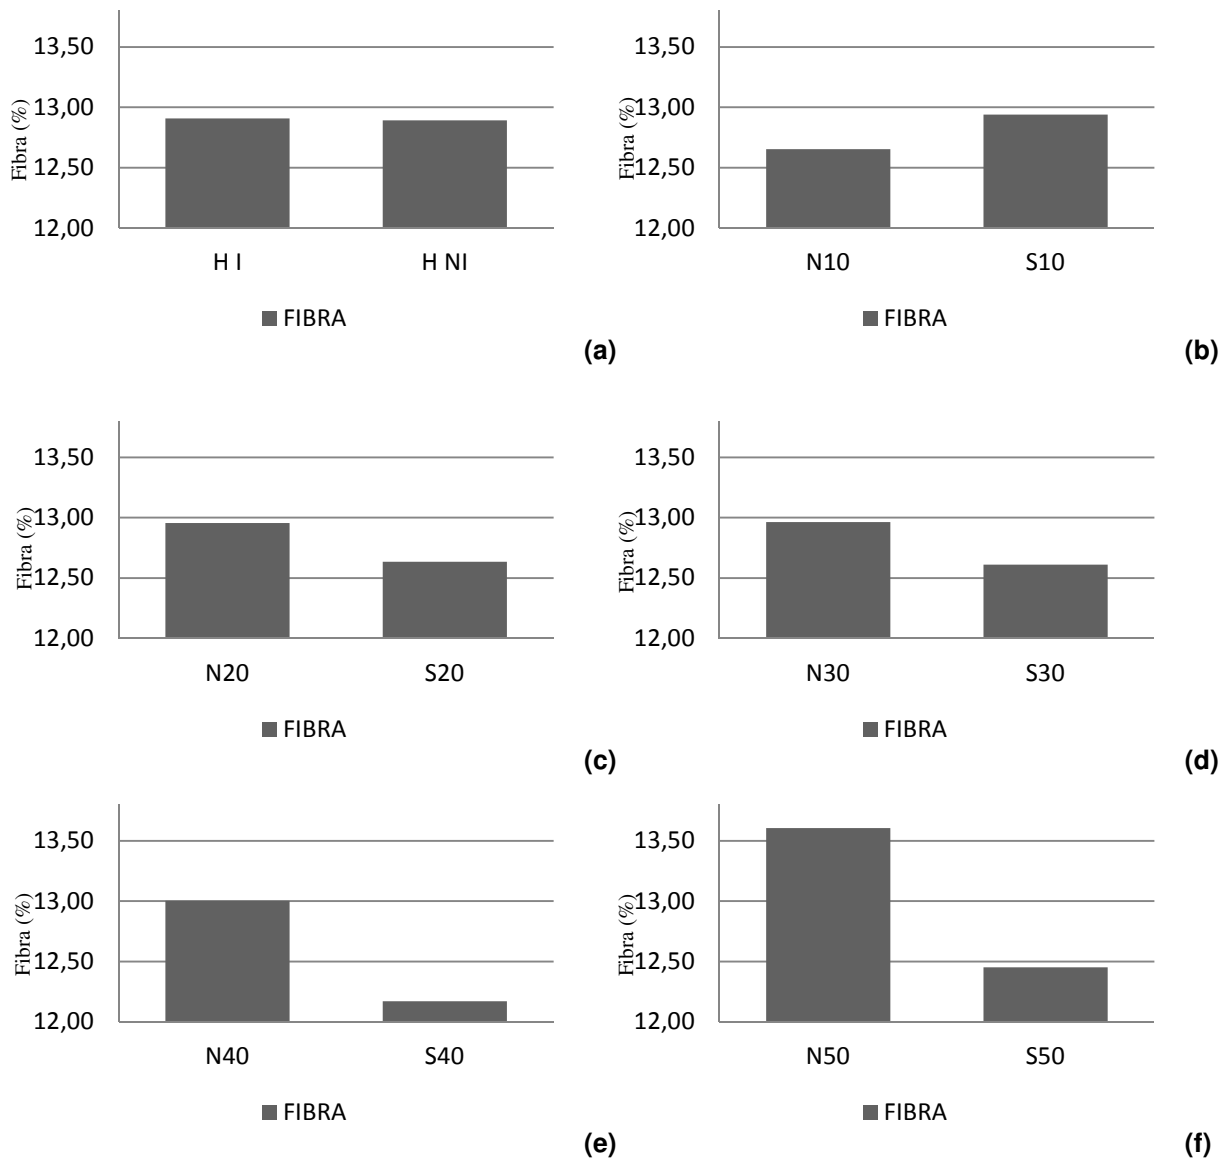 13,50
13,00
12,50
12,00
Fibra (%)
H I H NI
FIBRA
(a)
13,50
13,00
12,50
12,00
Fibra (%)
N10 S10
FIBRA
(b)
13,50
13,00
12,50
12,00
Fibra (%)
N20 S20
FIBRA
(c)
13,50
13,00
12,50
12,00
Fibra (%)
N30 S30
FIBRA
(d)
13,50
13,00
12,50
12,00
Fibra (%)
N40 S40
FIBRA
(e)
13,50
13,00
12,50
12,00
Fibra (%)
N50 S50
FIBRA
(f)